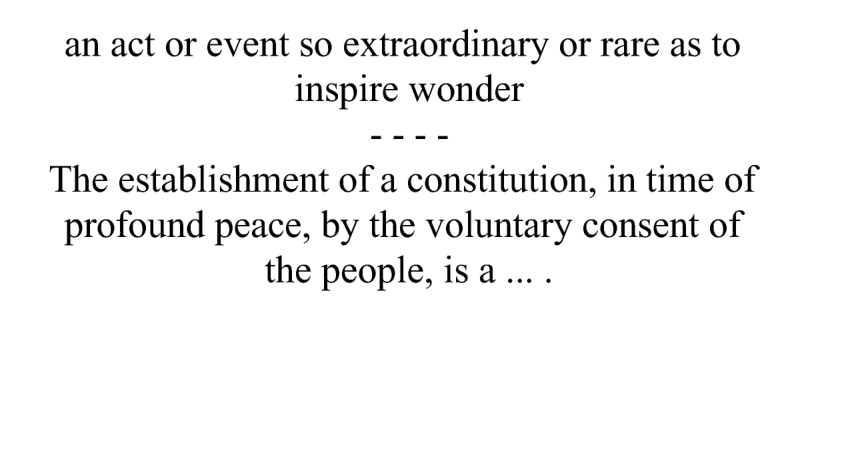 an act or event so extraordinary or rare as to
inspire wonder
- - - -
The establishment of a constitution, in time of
profound peace, by the voluntary consent of
the people, is a ... .